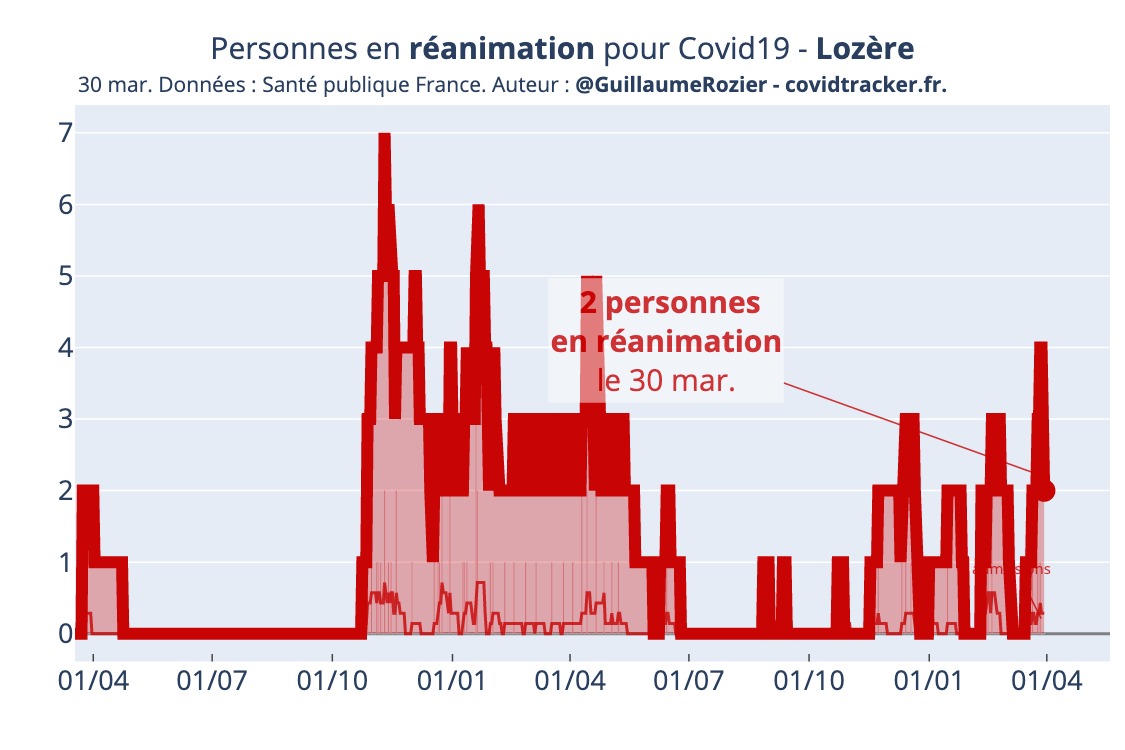 Personnes en réanimation pour Covid19 - Lozère
30 mar. Données : Santé publique France. Auteur : @GuillaumeRozier - covidtracker.fr.
7
6
5
4
3
2
1
0
2 personnes
en réanimation
le 30 mar.
admissions
01/04
01/07
01/10
01/01
01/04
01/07
01/10
01/01
01/04